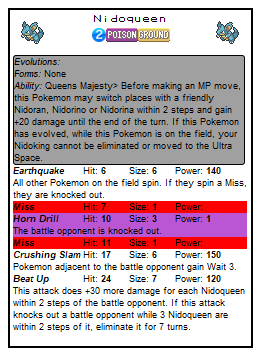 Nidoqueen
2 POISON GROUND
Evolutions:
Forms: None
Ability: Queens Majesty> Before making an MP move,
this Pokemon may switch places with a friendly
Nidoran, Nidorino or Nidorina within 2 steps and gain
+20 damage until the end of the turn. If this Pokemon
has evolved, while this Pokemon is on the field, your
Nidoking cannot be eliminated or moved to the Ultra
Space.
Earthquake Hit: 6 Size: 6 Power: 140
All other Pokemon on the field spin. If they spin a Miss,
they are knocked out.
Miss Hit: 7 Size: 1 Power:
Horn Drill Hit: 10 Size: 3 Power: 1
The battle opponent is knocked out.
Miss Hit: 11 Size: 1 Power:
Crushing Slam Hit: 17 Size: 6 Power: 150
Pokemon adjacent to the battle opponent gain Wait 3.
Beat Up Hit: 24 Size: 7 Power: 120
This attack does +30 more damage for each Nidoqueen
within 2 steps of the battle opponent. If this attack
knocks out a battle opponent while 3 Nidoqueen are
within 2 steps of it, eliminate it for 7 turns.